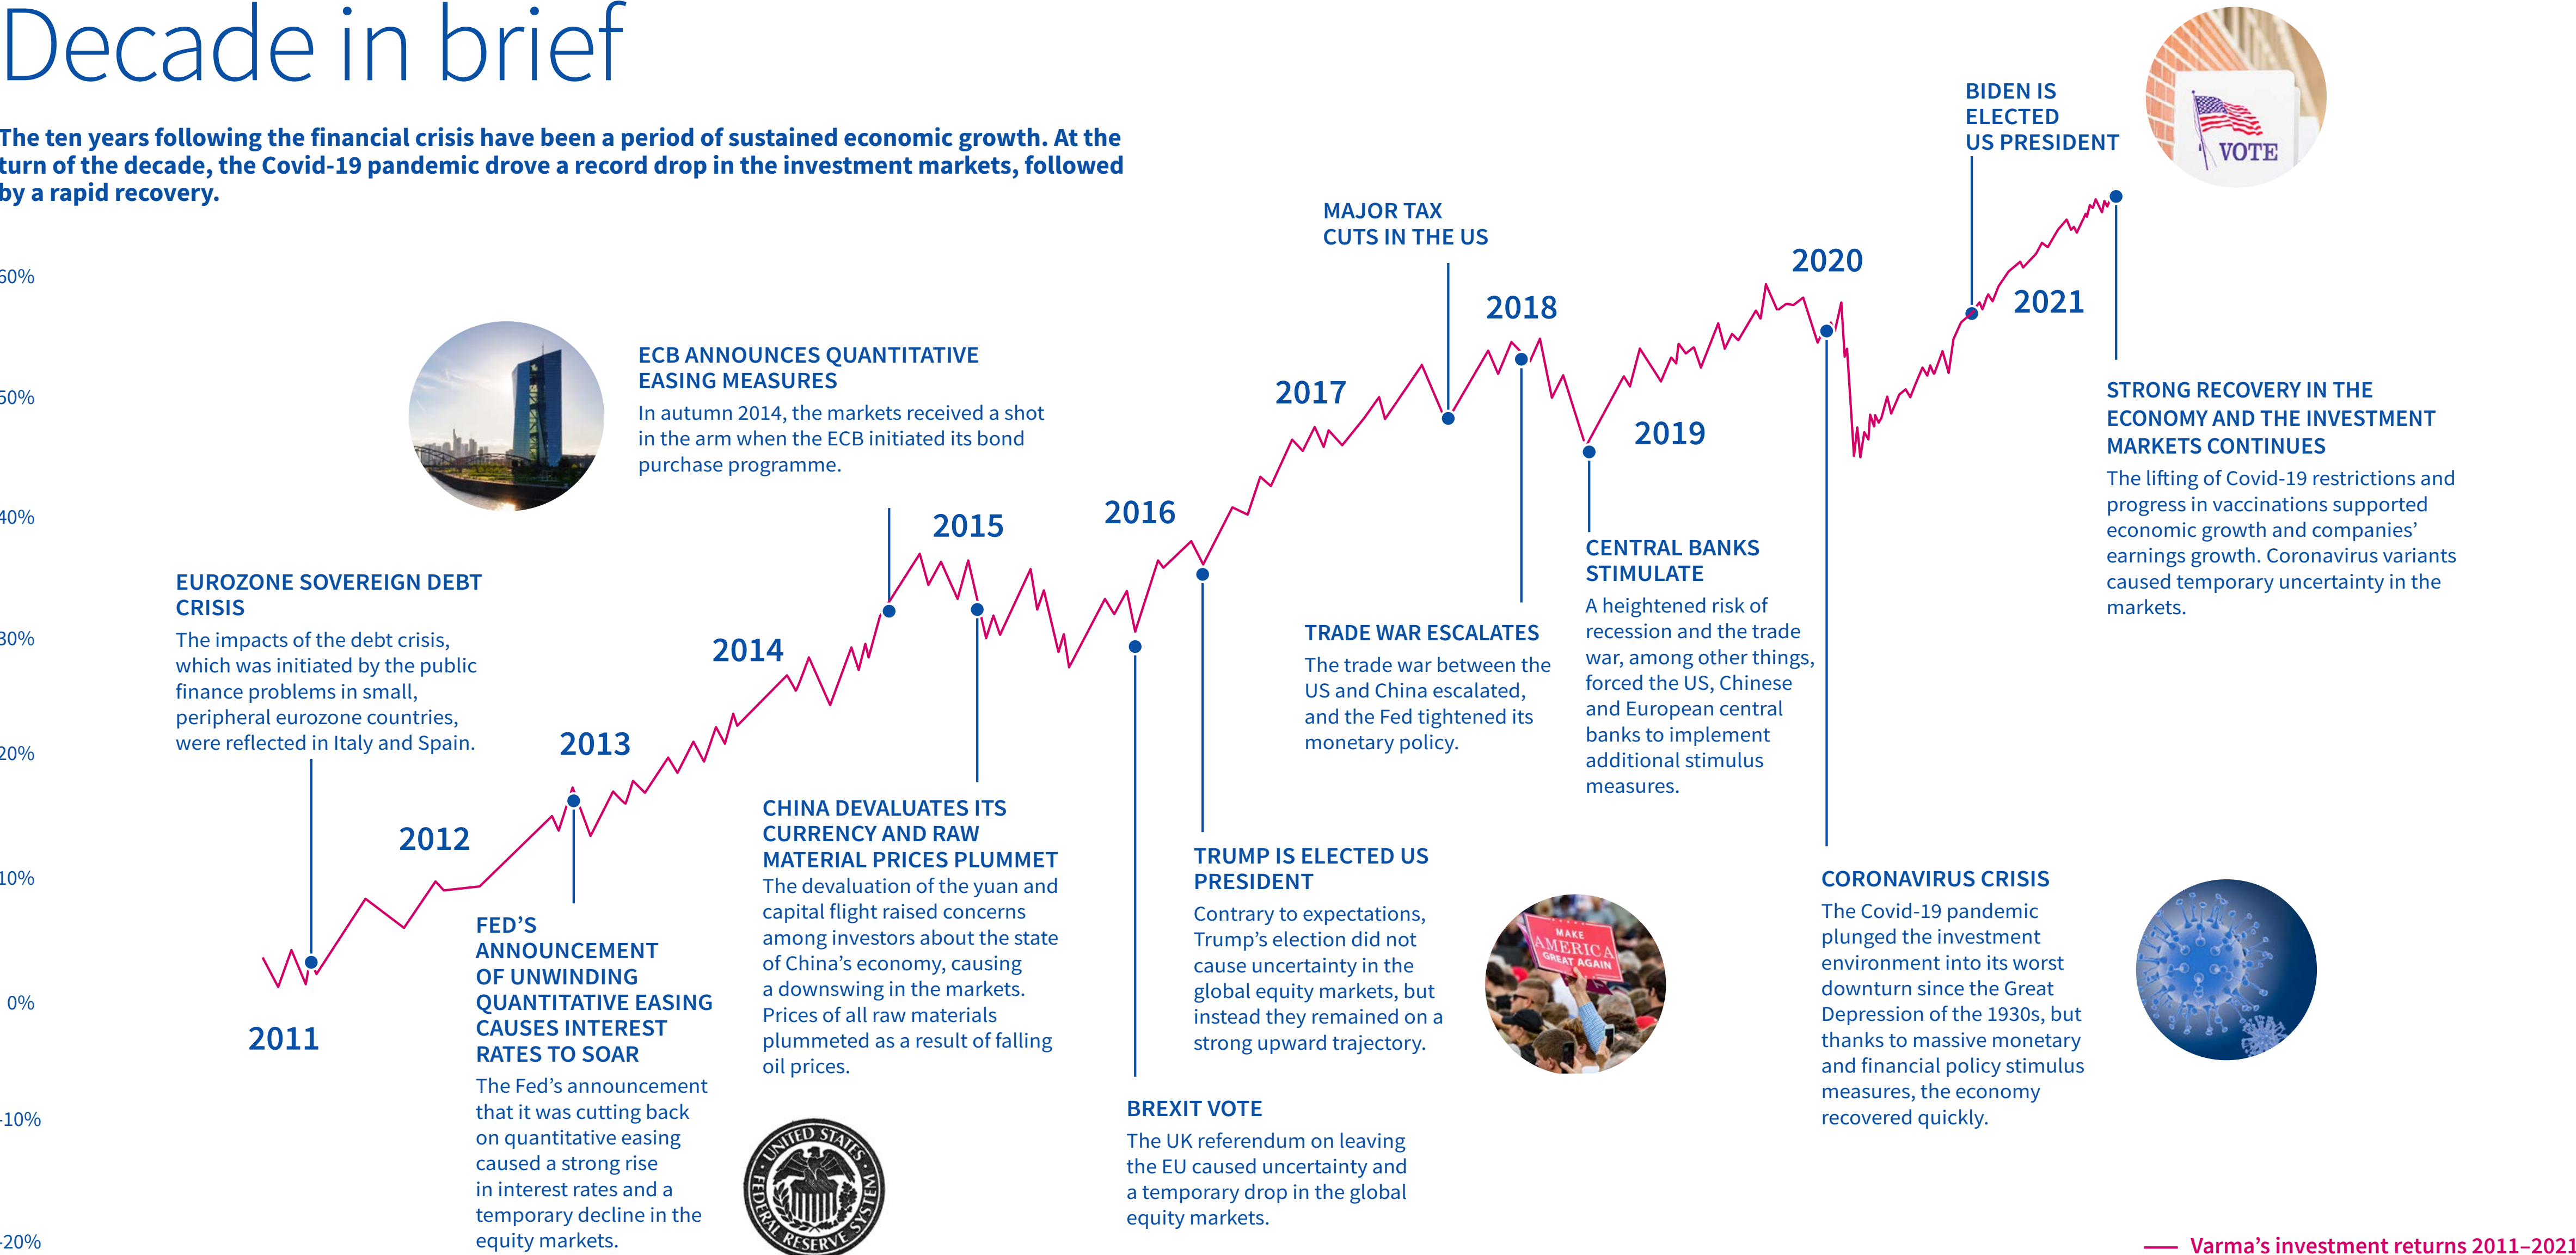 Decade in brief
The ten years following the financial crisis have been a period of sustained economic growth. At the
turn of the decade, the Covid-19 pandemic drove a record drop in the investment markets, followed
by a rapid recovery.
60%
50%
40%
30%
20%
10%
0%
-10%
-20%
EUROZONE SOVEREIGN DEBT
CRISIS
The impacts of the debt crisis,
which was initiated by the public
finance problems in small,
peripheral eurozone countries,
were reflected in Italy and Spain.
2011
2012
2013
FED’S
ANNOUNCEMENT
OF UNWINDING
QUANTITATIVE EASING
CAUSES INTEREST
RATES TO SOAR
The Fed’s announcement
that it was cutting back
on quantitative easing
caused a strong rise
in interest rates and a
temporary decline in the
equity markets.
UNITED STATES
FEDERAL RESERVE SYSTEM
2014
ECB ANNOUNCES QUANTITATIVE
EASING MEASURES
In autumn 2014, the markets received a shot
in the arm when the ECB initiated its bond
purchase programme.
2015
CHINA DEVALUATES ITS
CURRENCY AND RAW
MATERIAL PRICES PLUMMET
The devaluation of the yuan and
capital flight raised concerns
among investors about the state
of China’s economy, causing
a downswing in the markets.
Prices of all raw materials
plummeted as a result of falling
oil prices.
2016
BREXIT VOTE
The UK referendum on leaving
the EU caused uncertainty and
a temporary drop in the global
equity markets.
TRUMP IS ELECTED US
PRESIDENT
Contrary to expectations,
Trump’s election did not
cause uncertainty in the
global equity markets, but
instead they remained on a
strong upward trajectory.
MAKE
AMERICA
GREAT AGAIN
2017
MAJOR TAX
CUTS IN THE US
2018
TRADE WAR ESCALATES
The trade war between the
US and China escalated,
and the Fed tightened its
monetary policy.
2019
CENTRAL BANKS
STIMULATE
A heightened risk of
recession and the trade
war, among other things,
forced the US, Chinese
and European central
banks to implement
additional stimulus
measures.
2020
CORONAVIRUS CRISIS
The Covid-19 pandemic
plunged the investment
environment into its worst
downturn since the Great
Depression of the 1930s, but
thanks to massive monetary
and financial policy stimulus
measures, the economy
recovered quickly.
BIDEN IS
ELECTED
US PRESIDENT
VOTE
2021
STRONG RECOVERY IN THE
ECONOMY AND THE INVESTMENT
MARKETS CONTINUES
The lifting of Covid-19 restrictions and
progress in vaccinations supported
economic growth and companies’
earnings growth. Coronavirus variants
caused temporary uncertainty in the
markets.
Varma’s investment returns 2011–2021